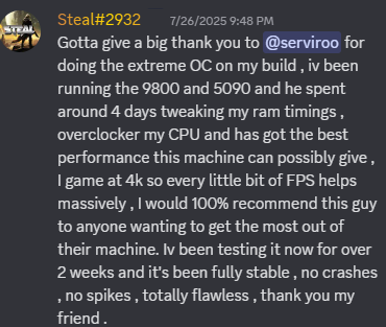 STEAL
Steal#2932 7/26/2025 9:48 PM
Gotta give a big thank you to @serviroo for
doing the extreme OC on my build , iv been
running the 9800 and 5090 and he spent
around 4 days tweaking my ram timings ,
overclocker my CPU and has got the best
performance this machine can possibly give ,
I game at 4k so every little bit of FPS helps
massively , I would 100% recommend this guy
to anyone wanting to get the most out of
their machine. Iv been testing it now for over
2 weeks and it's been fully stable , no crashes
, no spikes , totally flawless , thank you my
friend .